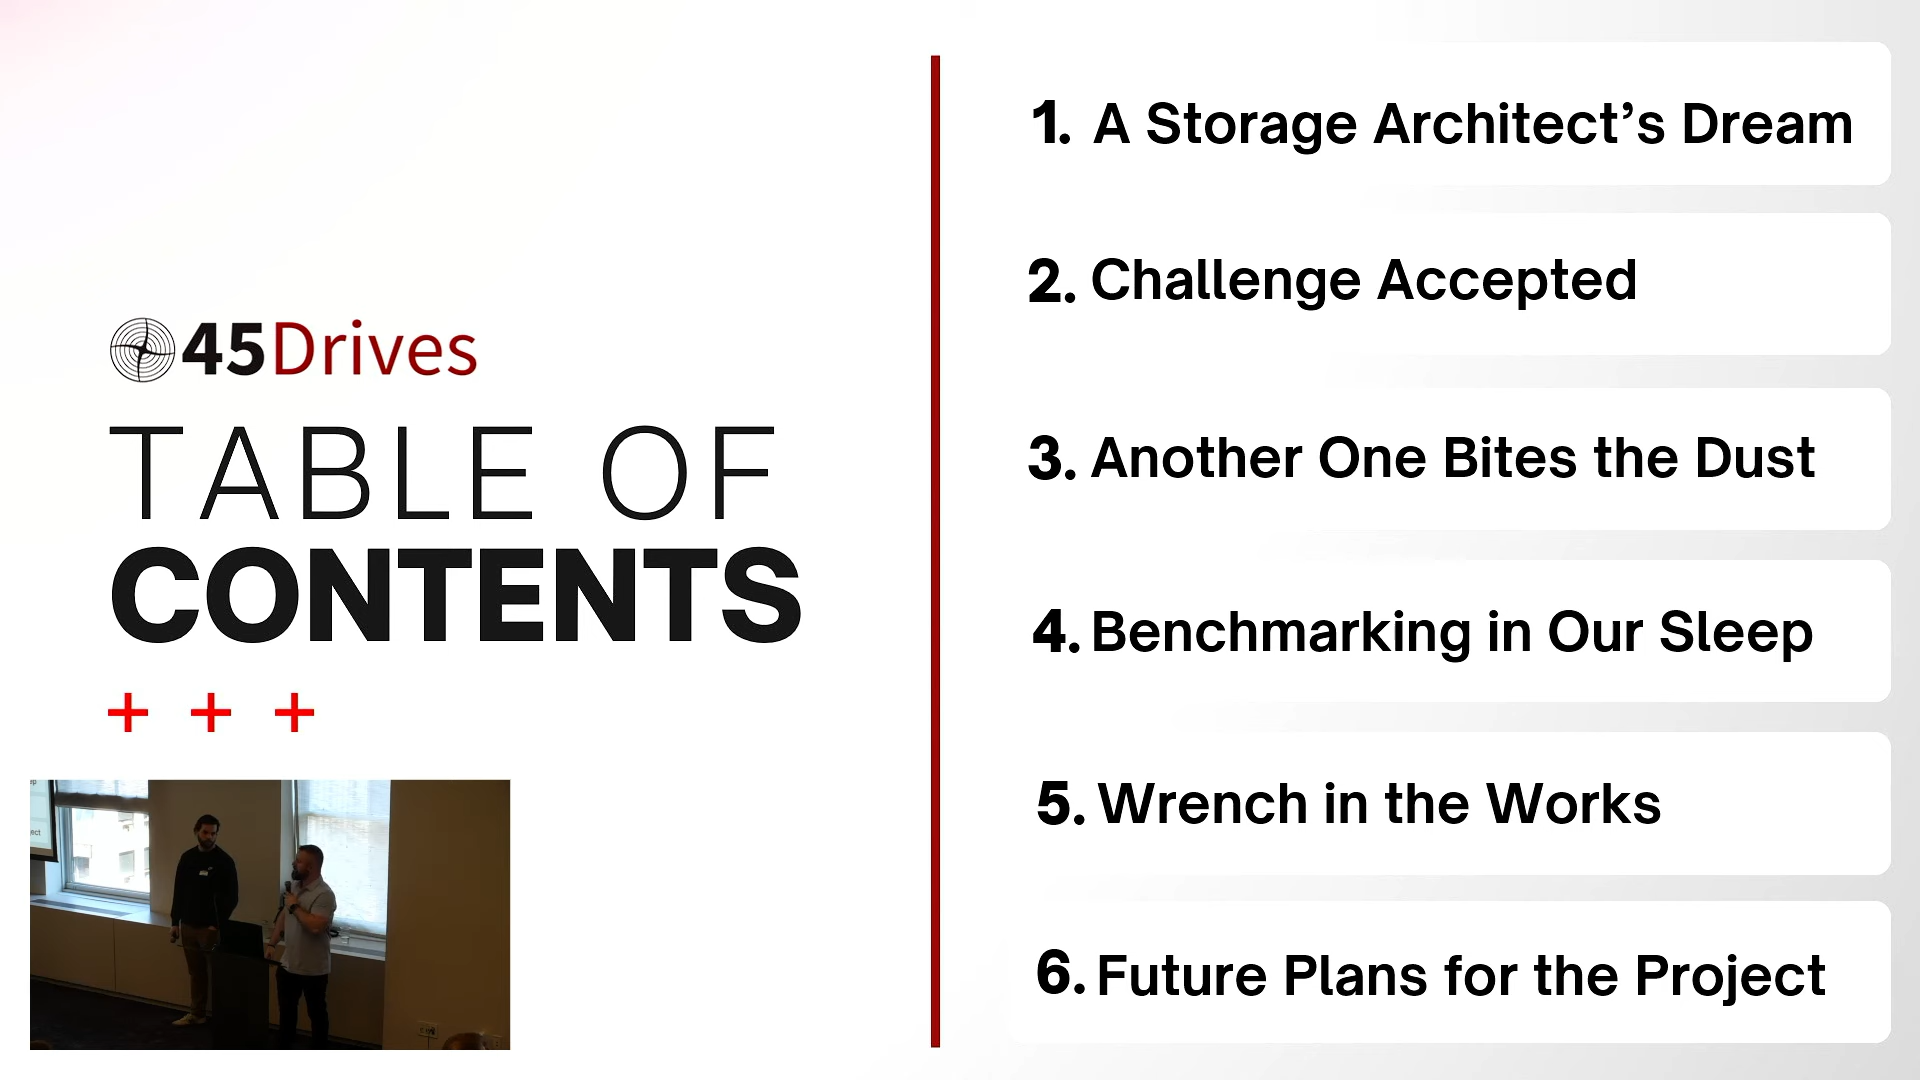 45Drives
TABLE OF
CONTENTS
+ + +
1. A Storage Architect’s Dream
2. Challenge Accepted
3. Another One Bites the Dust
4. Benchmarking in Our Sleep
5. Wrench in the Works
6. Future Plans for the Project